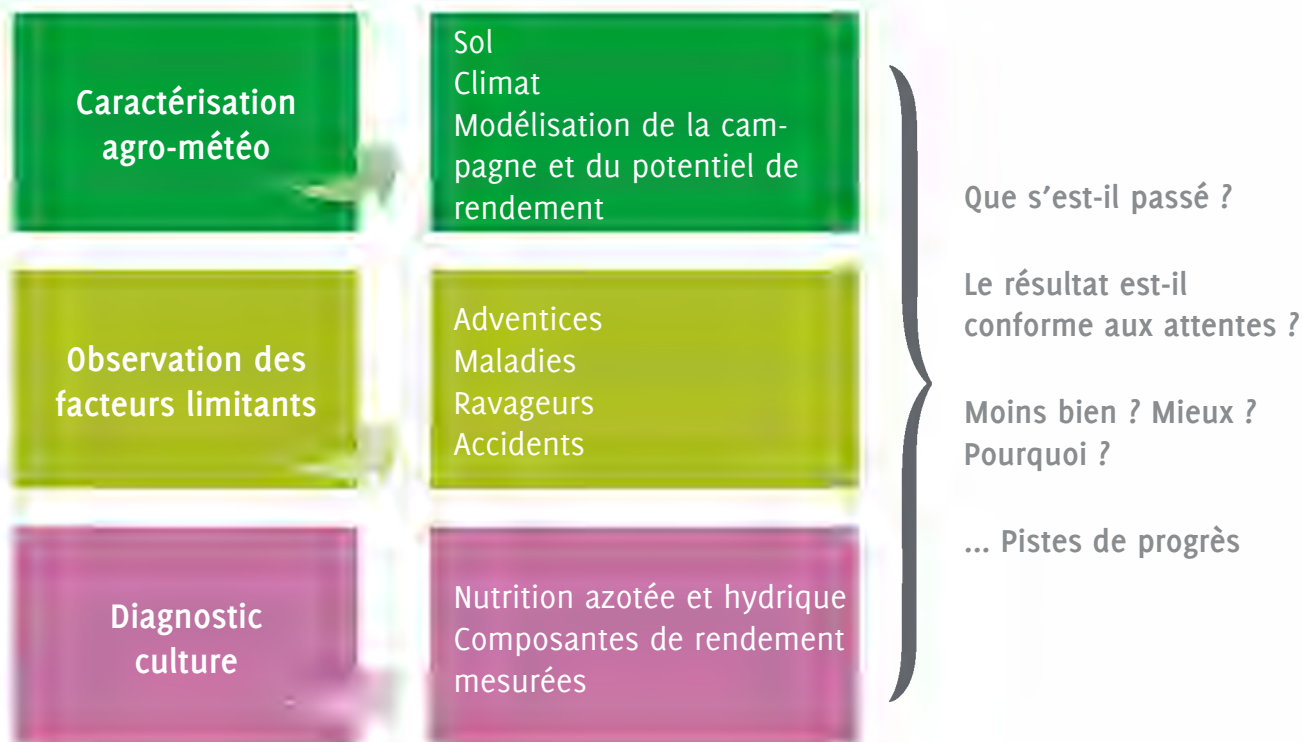 Caractérisation
agro-météo
Sol
Climat
Modélisation de la cam-
pagne et du potentiel de
rendement
Observation des
facteurs limitants
Adventices
Maladies
Ravageurs
Accidents
Diagnostic
culture
Nutrition azotée et hydrique
Composantes de rendement
mesurées
Que s'est-il passé ?
Le résultat est-il
conforme aux attentes ?
Moins bien ? Mieux ?
Pourquoi ?
... Pistes de progrès